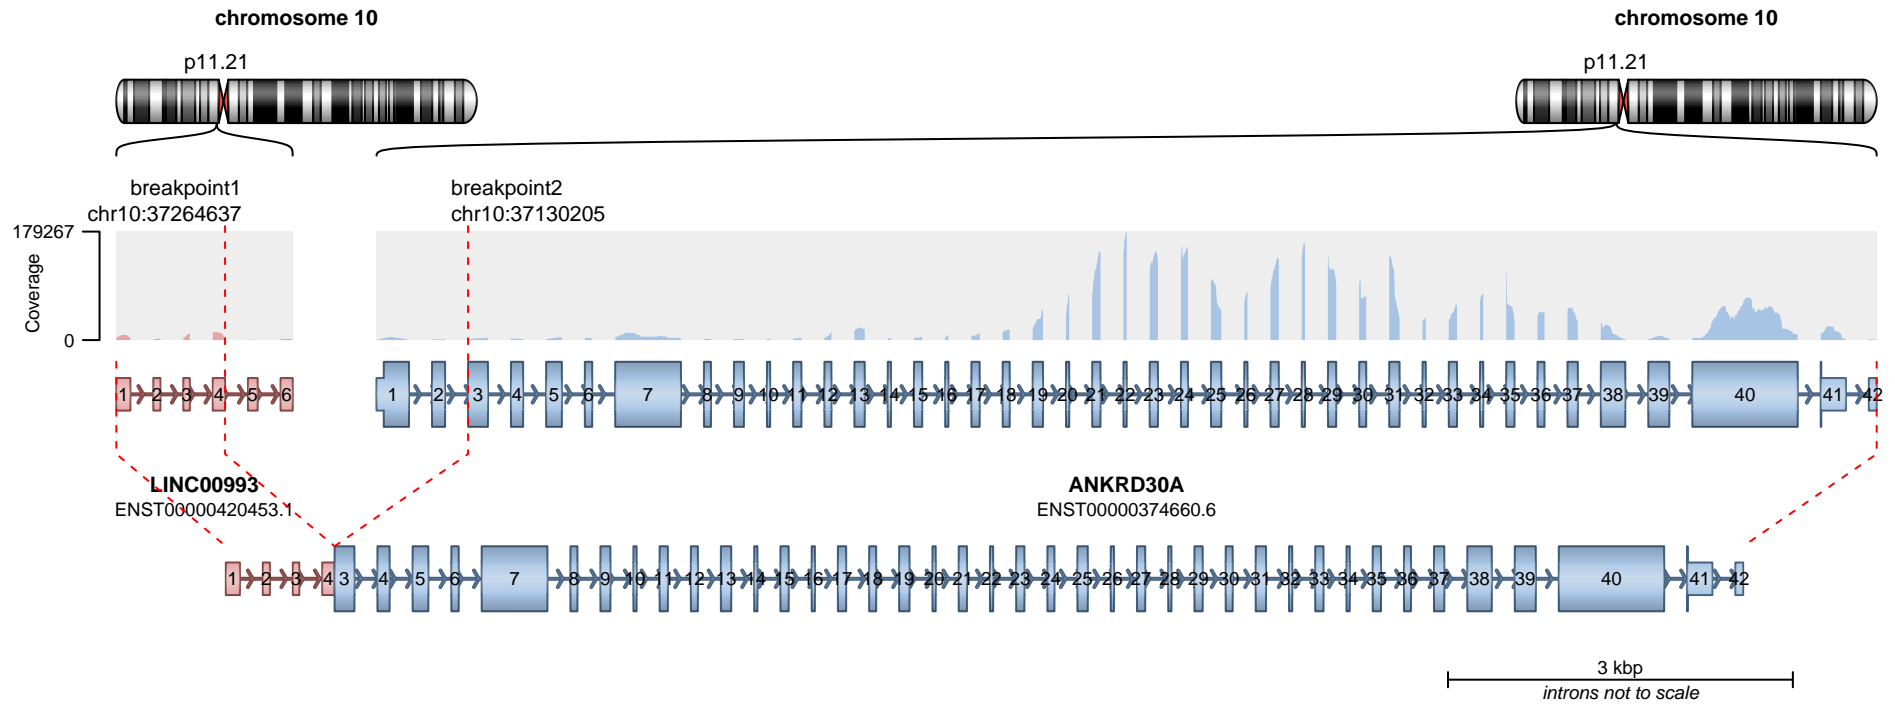 chromosome 10
chromosome 10
p11.21
p11.21
breakpoint1
chr10:37264637
breakpoint2
chr10:37130205
179267
Coverage
0
1 2 3 4 5 6
1 2 3 4 5 6 7 8 9 10 11 12 13 14 15 16 17 18 19 20 21 22 23 24 25 26 27 28 29 30 31 32 33 34 35 36 37 38 39 40 41 42
LINC00993
ENST00000420453.1
ANKRD30A
ENST00000374660.6
1 2 3 4 3 4 5 6 7 8 9 10 11 12 13 14 15 16 17 18 19 20 21 22 23 24 25 26 27 28 29 30 31 32 33 34 35 36 37 38 39 40 41 42
3 kbp
introns not to scale